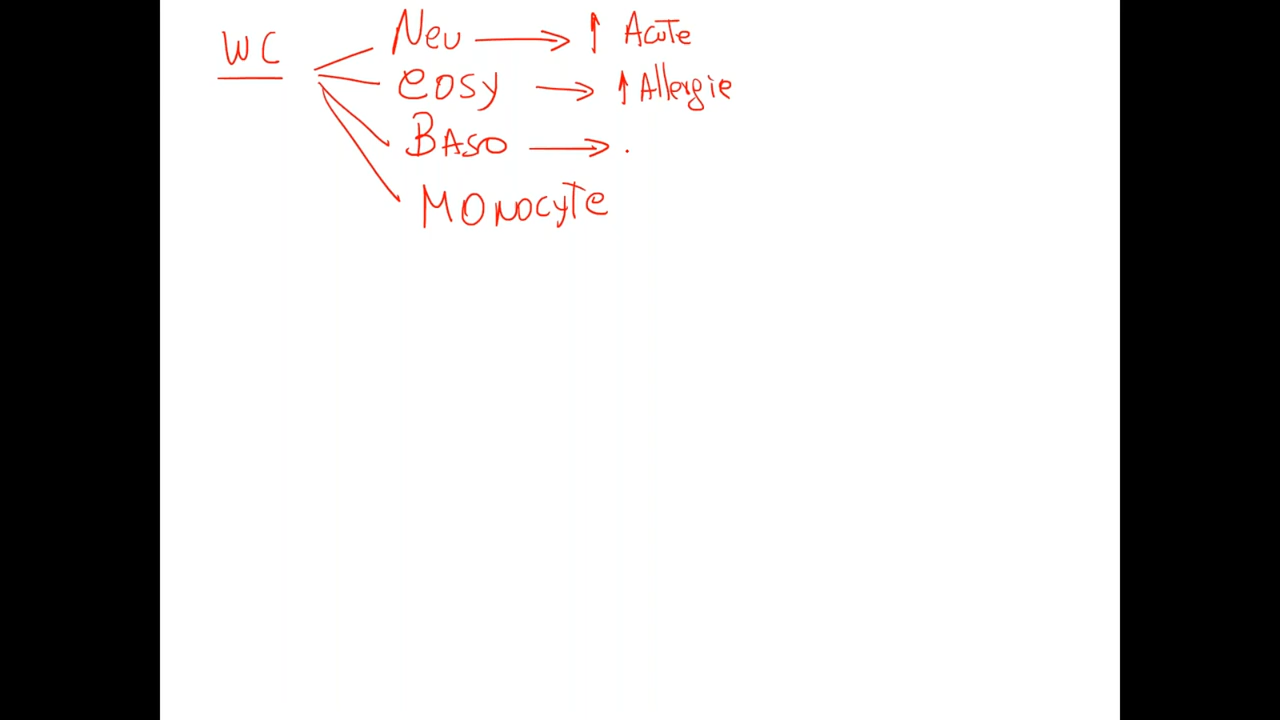 WC
Neu → ↑ Acute
eosy → ↑ Allergie
BASO → .
Monocyte